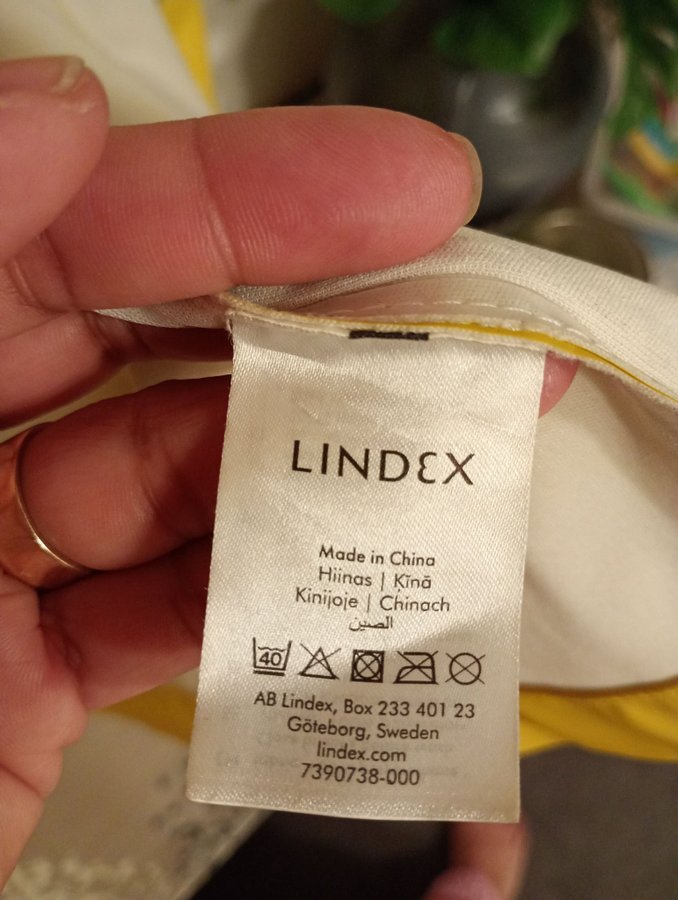 LINDEX
Made in China
Hiinas | Ķīnā
Kinijoje | Chinach
الصين
40
AB Lindex, Box 233 401 23
Göteborg, Sweden
lindex.com
7390738-000